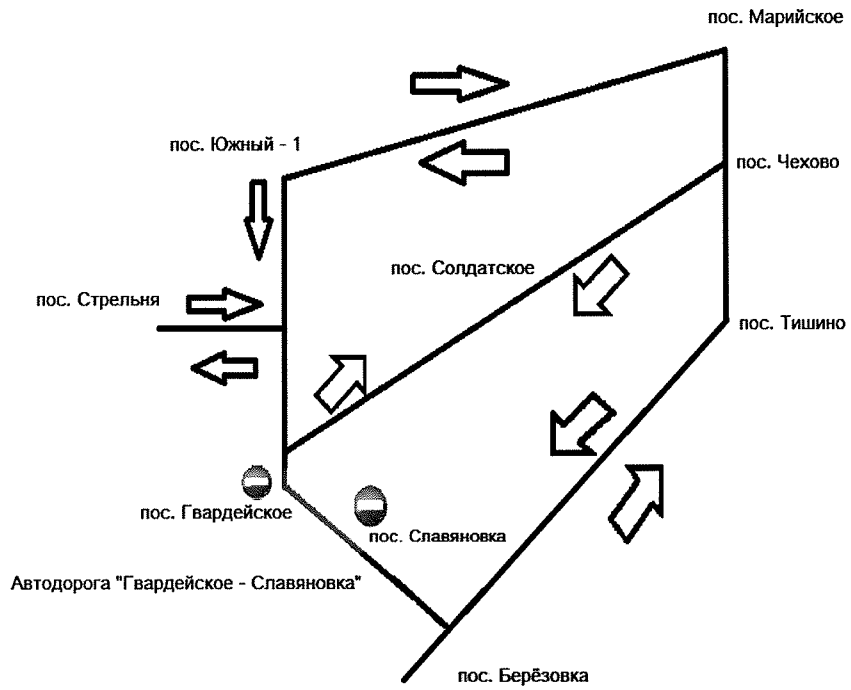 пос. Марийское
пос. Южный - 1
пос. Чехово
пос. Солдатское
пос. Стрельня
пос. Тишино
пос. Гвардейское
пос. Славяновка
Автодорога "Гвардейское - Славяновка"
пос. Берёзовка